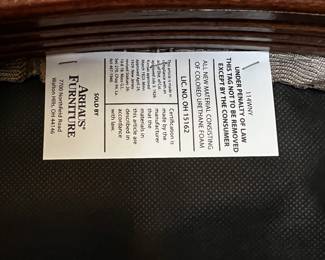 1114WNY
UNDER PENALTY OF LAW
THIS TAG NOT TO BE REMOVED
EXCEPT BY THE CONSUMER
ALL NEW MATERIAL CONSISTING
OF COLORED URETHANE FOAM
LIC. NO. OH 15162
Certification is
made by the
manufacturer
that the
materials in
this article are
described in
accordance
with law.
SOLD BY
ARHAUS®
FURNITURE
7700 Northfield Road
Walton Hills, OH 44146